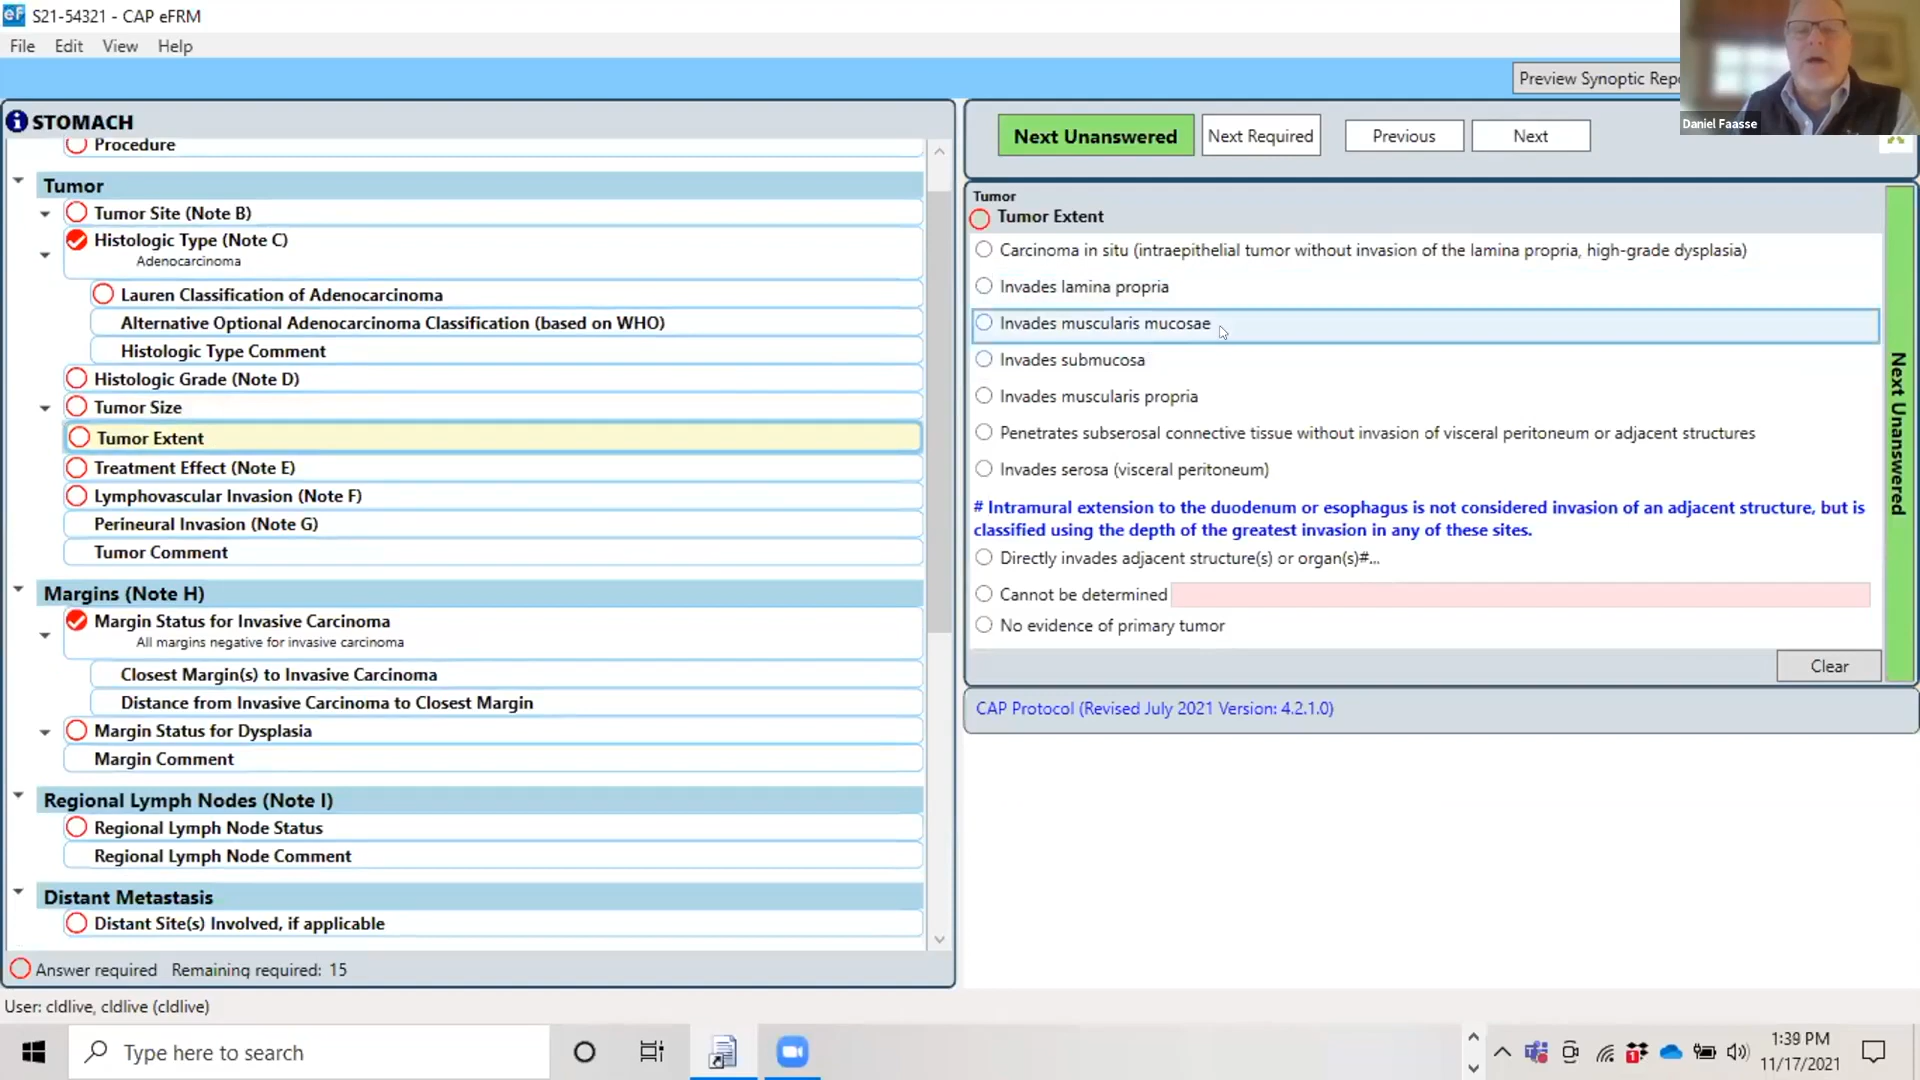 S21-54321 - CAP eFRM
File Edit View Help
Preview Synoptic Repo
Daniel Faasse
STOMACH
Procedure
Tumor
Tumor Site (Note B)
Histologic Type (Note C)
Adenocarcinoma
Lauren Classification of Adenocarcinoma
Alternative Optional Adenocarcinoma Classification (based on WHO)
Histologic Type Comment
Histologic Grade (Note D)
Tumor Size
Tumor Extent
Treatment Effect (Note E)
Lymphovascular Invasion (Note F)
Perineural Invasion (Note G)
Tumor Comment
Margins (Note H)
Margin Status for Invasive Carcinoma
All margins negative for invasive carcinoma
Closest Margin(s) to Invasive Carcinoma
Distance from Invasive Carcinoma to Closest Margin
Margin Status for Dysplasia
Margin Comment
Regional Lymph Nodes (Note I)
Regional Lymph Node Status
Regional Lymph Node Comment
Distant Metastasis
Distant Site(s) Involved, if applicable
Answer required Remaining required: 15
Next Unanswered Next Required Previous Next
Tumor
Tumor Extent
Carcinoma in situ (intraepithelial tumor without invasion of the lamina propria, high-grade dysplasia)
Invades lamina propria
Invades muscularis mucosae
Invades submucosa
Invades muscularis propria
Penetrates subserosal connective tissue without invasion of visceral peritoneum or adjacent structures
Invades serosa (visceral peritoneum)
# Intramural extension to the duodenum or esophagus is not considered invasion of an adjacent structure, but is
classified using the depth of the greatest invasion in any of these sites.
Directly invades adjacent structure(s) or organ(s)#...
Cannot be determined
No evidence of primary tumor
Clear
Next Unanswered
CAP Protocol (Revised July 2021 Version: 4.2.1.0)
User: cldlive, cldlive (cldlive)
Type here to search
1:39 PM
11/17/2021